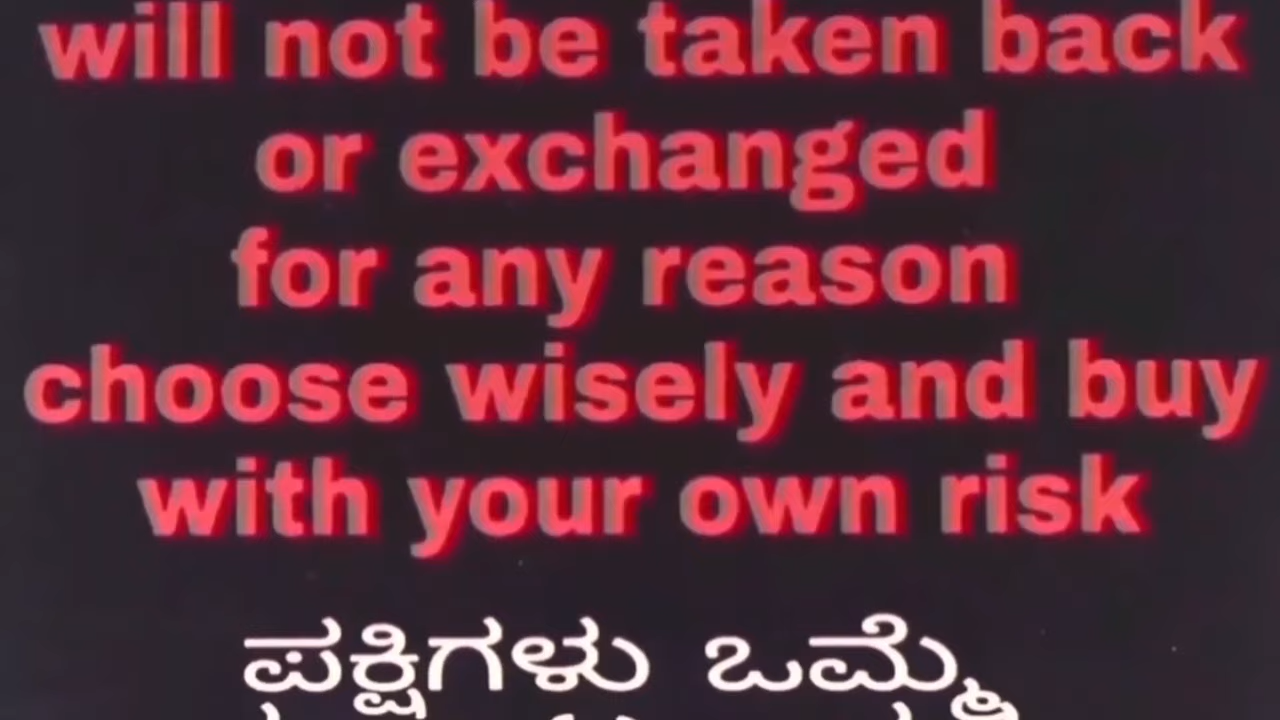 will not be taken back
or exchanged
for any reason
choose wisely and buy
with your own risk
ಪಕ್ಷಿಗಳು ಒಮ್ಮೆ